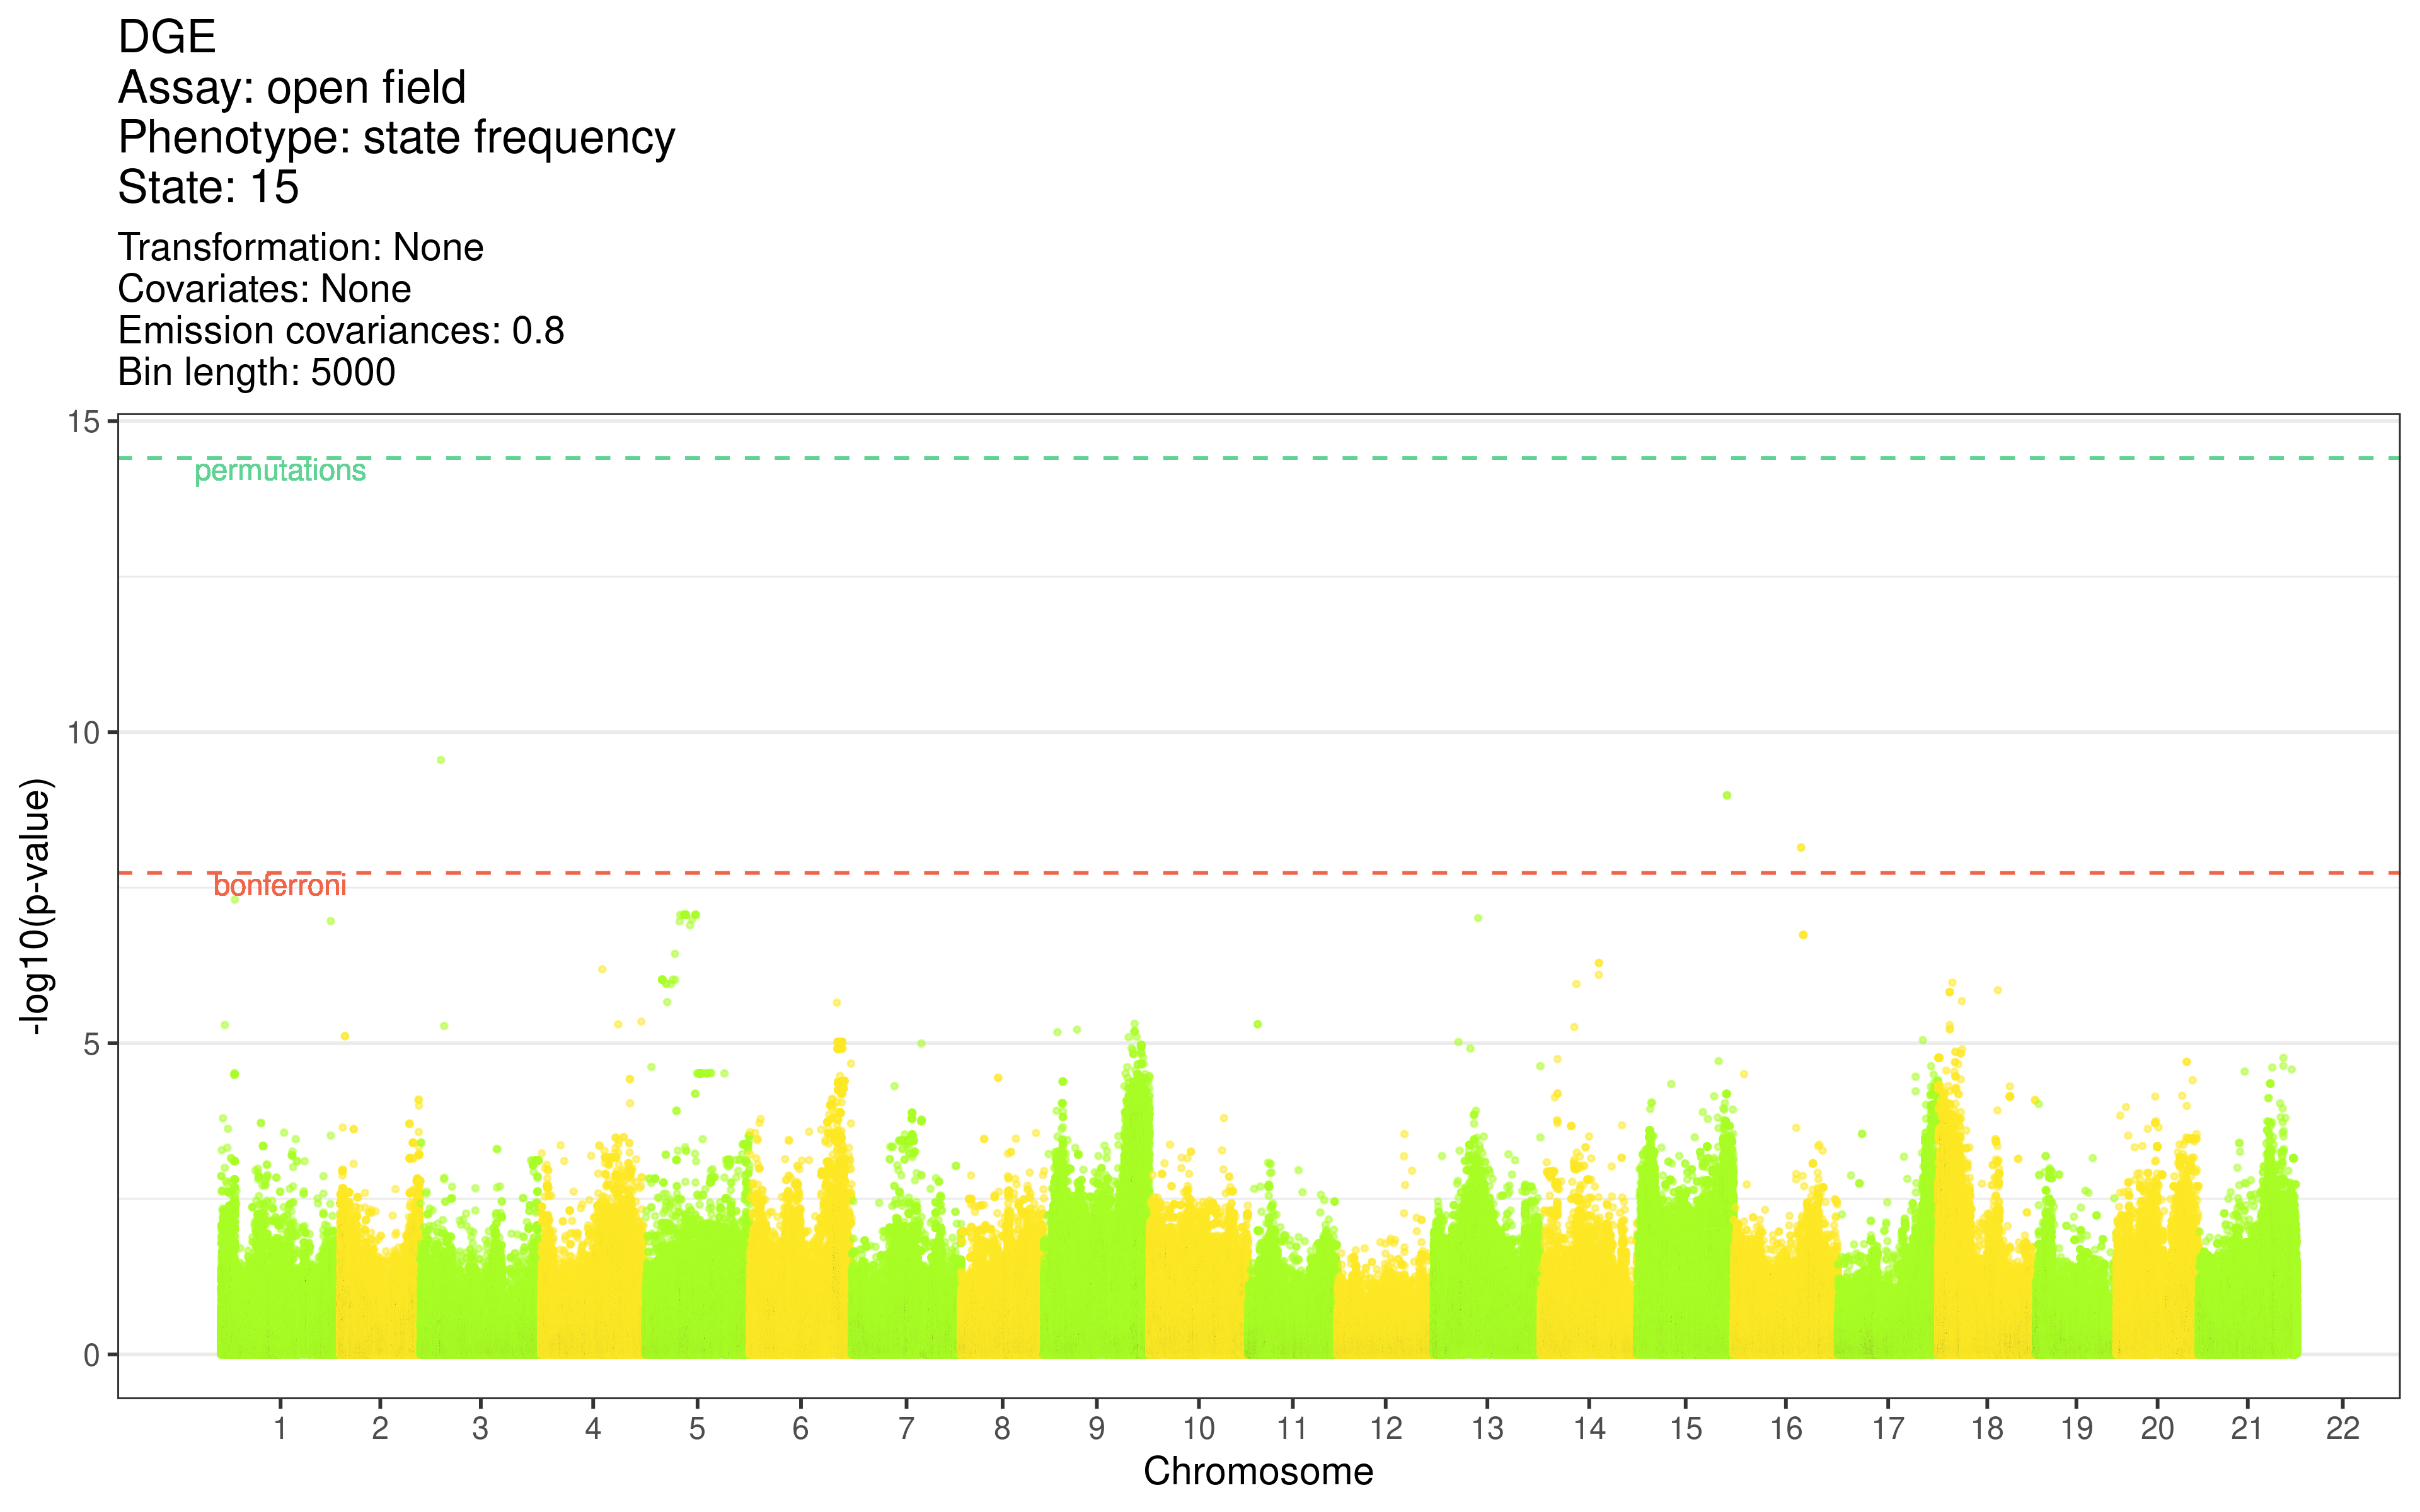 DGE
Assay: open field
Phenotype: state frequency
State: 15
Transformation: None
Covariates: None
Emission covariances: 0.8
Bin length: 5000
15
permutations
10
bonferroni
5
0
-log10(p-value)
1 2 3 4 5 6 7 8 9 10 11 12 13 14 15 16 17 18 19 20 21 22
Chromosome